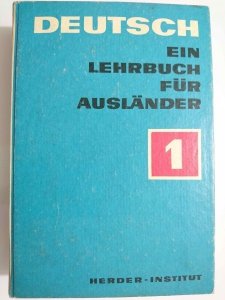 DEUTSCH
EIN
LEHRBUCH
FÜR
AUSLÄNDER
1
HERDER-INSTITUT